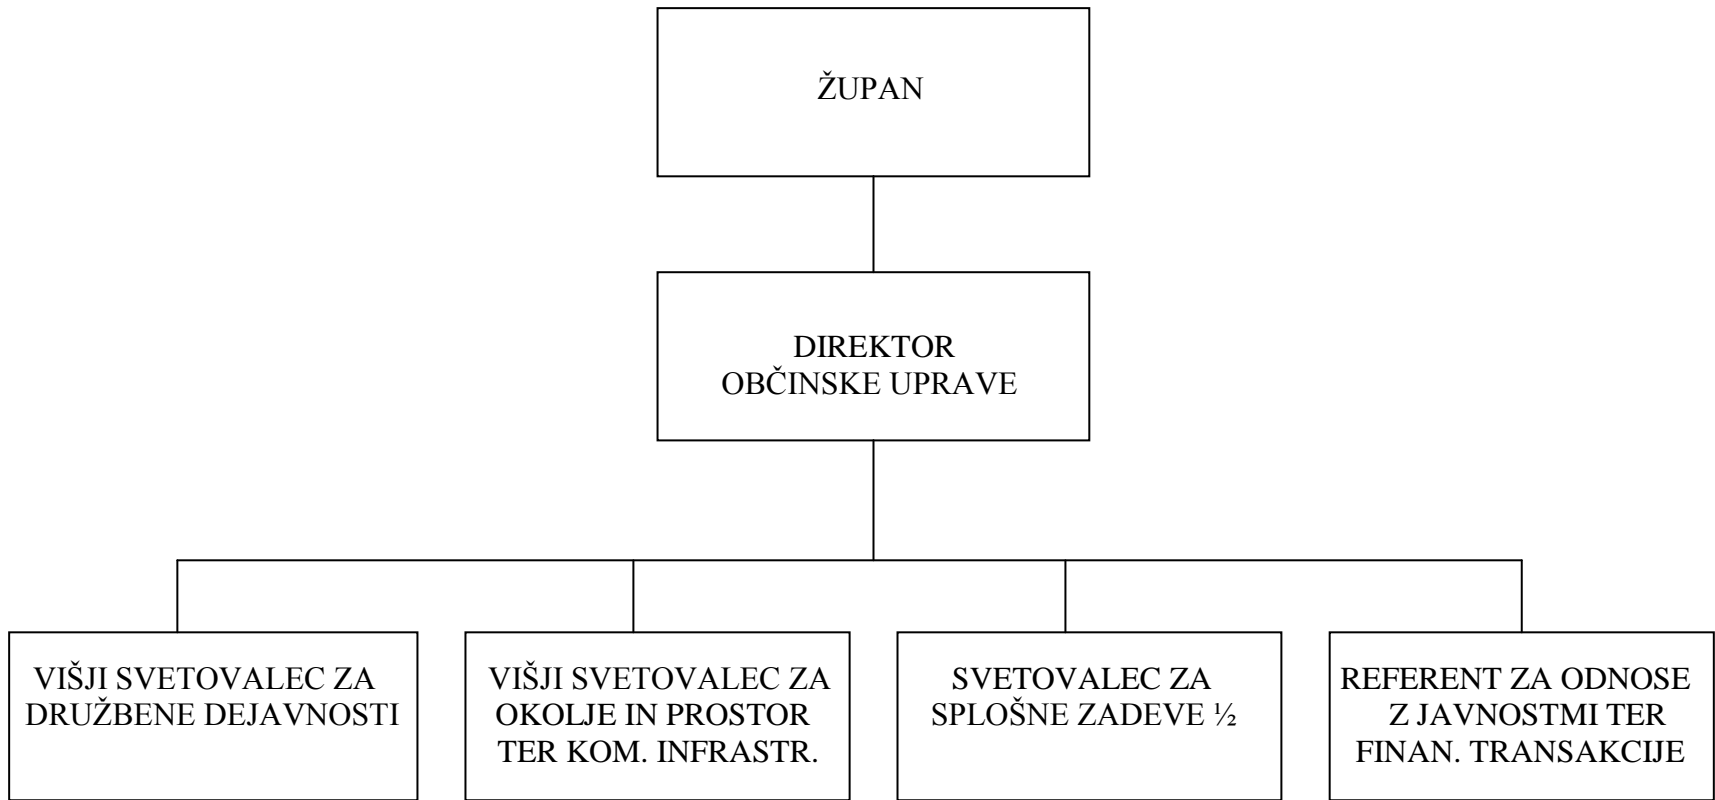 ŽUPAN
DIREKTOR
OBČINSKE UPRAVE
VIŠJI SVETOVALEC ZA
DRUŽBENE DEJAVNOSTI
VIŠJI SVETOVALEC ZA
OKOLJE IN PROSTOR
TER KOM. INFRASTR.
SVETOVALEC ZA
SPLOŠNE ZADEVE ½
REFERENT ZA ODNOSE
Z JAVNOSTMI TER
FINAN. TRANSAKCIJE